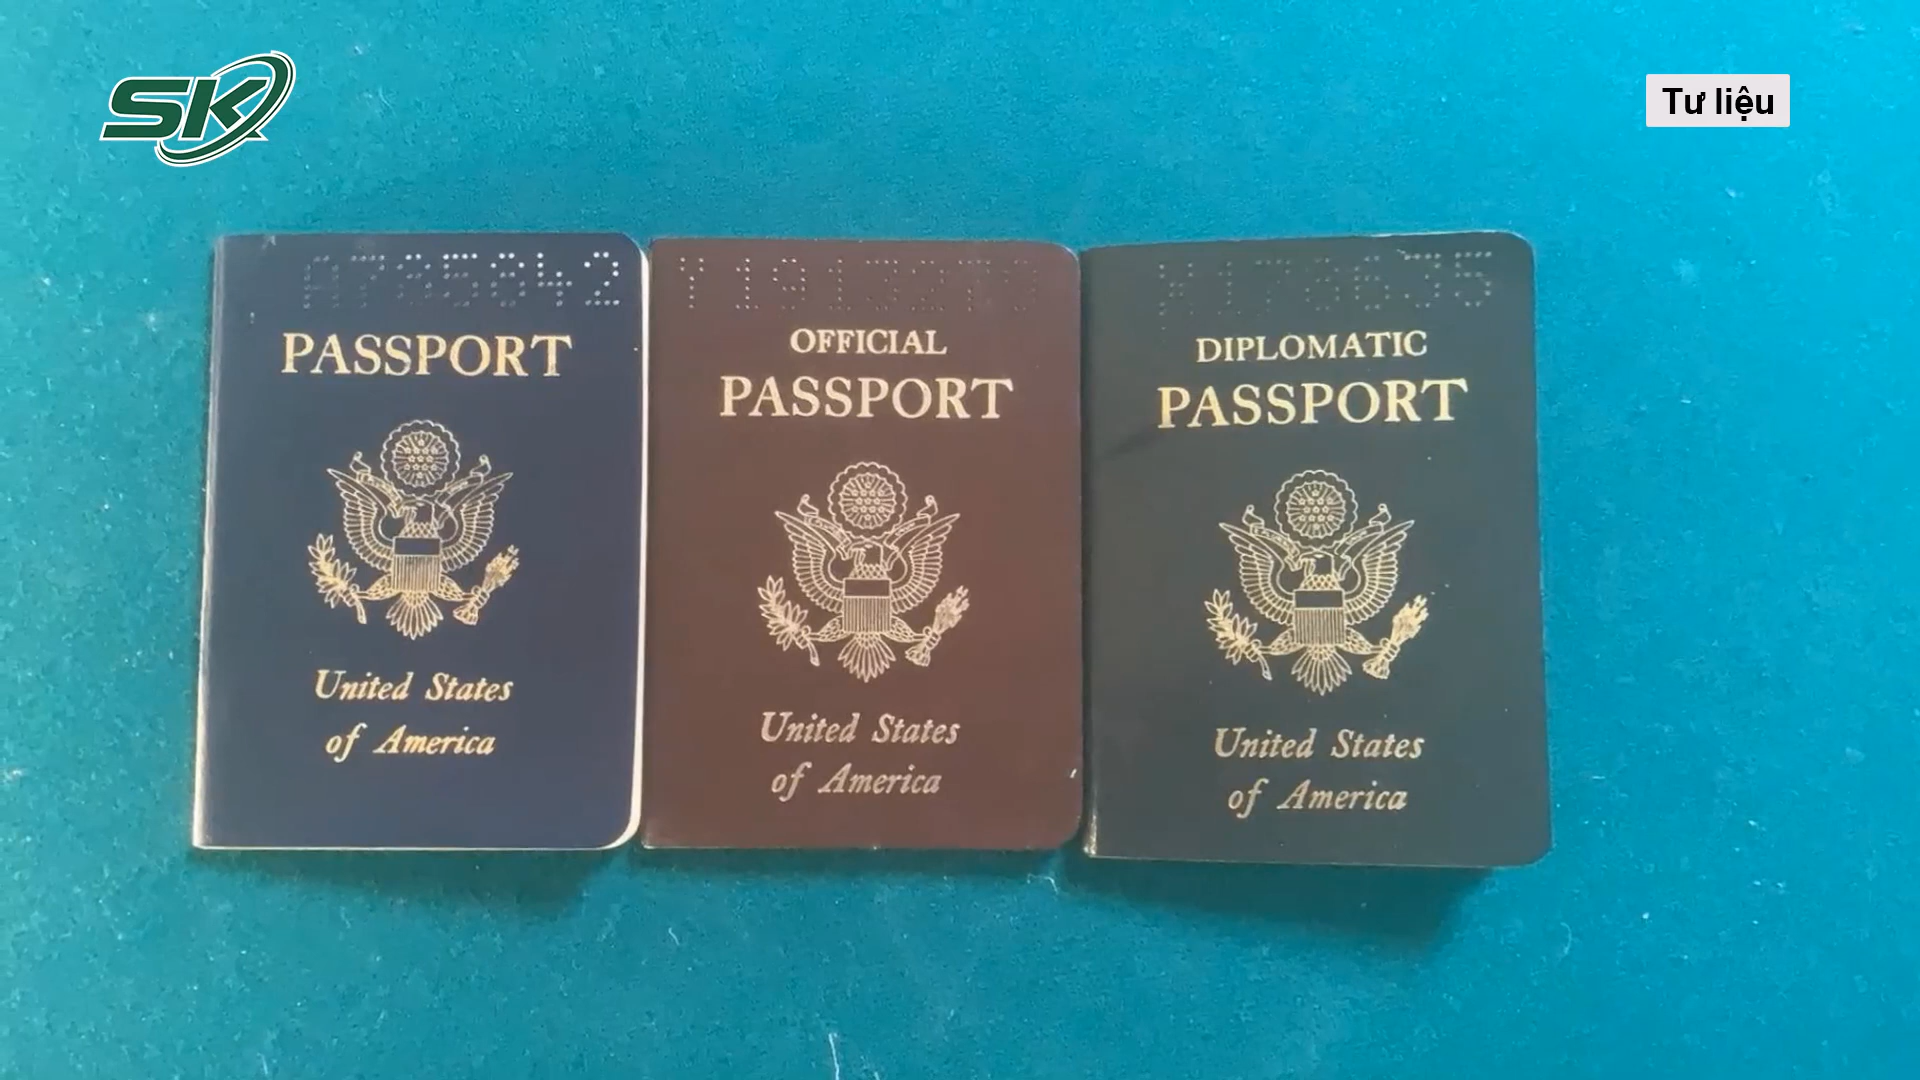 SK
Tư liệu
A785842
PASSPORT
United States
of America
OFFICIAL
PASSPORT
United States
of America
DIPLOMATIC
PASSPORT
United States
of America